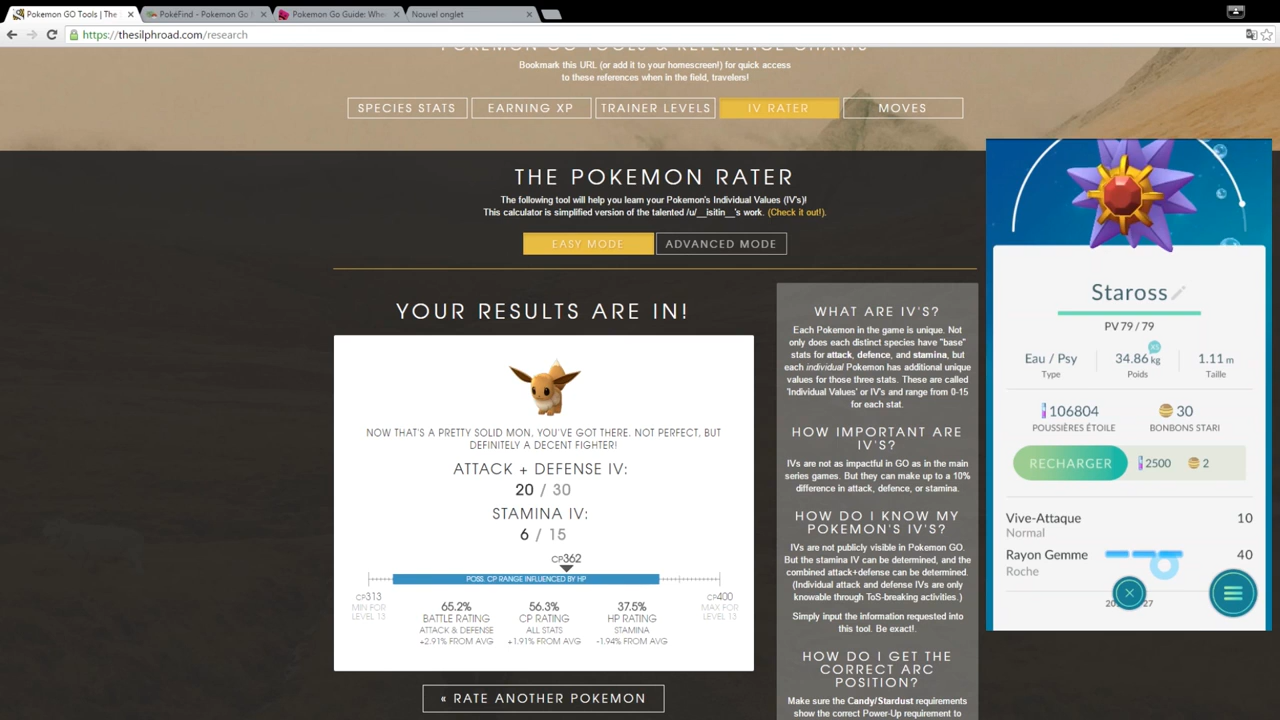 Pokemon GO Tools | The
PokéFind - Pokemon Go
Pokemon Go Guide: Whe
Nouvel onglet
https://thesilphroad.com/research
POKEMON GO TOOLS & REFERENCE CHARTS
Bookmark this URL (or add it to your homescreen!) for quick access
to these references when in the field, travelers!
SPECIES STATS
EARNING XP
TRAINER LEVELS
IV RATER
MOVES
THE POKEMON RATER
The following tool will help you learn your Pokemon's Individual Values (IV's)!
This calculator is simplified version of the talented /u/__isitin__'s work. (Check it out!).
EASY MODE
ADVANCED MODE
YOUR RESULTS ARE IN!
NOW THAT'S A PRETTY SOLID MON, YOU'VE GOT THERE. NOT PERFECT, BUT
DEFINITELY A DECENT FIGHTER!
ATTACK + DEFENSE IV:
20 / 30
STAMINA IV:
6 / 15
CP362
POSS. CP RANGE INFLUENCED BY HP
CP313
MIN FOR
LEVEL 13
65.2%
BATTLE RATING
ATTACK & DEFENSE
+2.91% FROM AVG
56.3%
CP RATING
ALL STATS
+1.91% FROM AVG
37.5%
HP RATING
STAMINA
-1.94% FROM AVG
CP400
MAX FOR
LEVEL 13
« RATE ANOTHER POKEMON
WHAT ARE IV'S?
Each Pokemon in the game is unique. Not
only does each distinct species have "base"
stats for attack, defence, and stamina, but
each individual Pokemon has additional unique
values for those three stats. These are called
'Individual Values' or IV's and range from 0-15
for each stat.
HOW IMPORTANT ARE
IV'S?
IVs are not as impactful in GO as in the main
series games. But they can make up to a 10%
difference in attack, defence, or stamina.
HOW DO I KNOW MY
POKEMON'S IV'S?
IVs are not publicly visible in Pokemon GO.
But the stamina IV can be determined, and the
combined attack+defense can be determined.
(Individual attack and defense IVs are only
knowable through ToS-breaking activities.)
Simply input the information requested into
this tool. Be exact!.
HOW DO I GET THE
CORRECT ARC
POSITION?
Make sure the Candy/Stardust requirements
show the correct Power-Up requirement to
Staross
PV 79 / 79
XS
Eau / Psy
Type
34.86 kg
Poids
1.11 m
Taille
106804
POUSSIÈRES ÉTOILE
30
BONBONS STARI
RECHARGER
2500
2
Vive-Attaque
10
Normal
Rayon Gemme
40
Roche